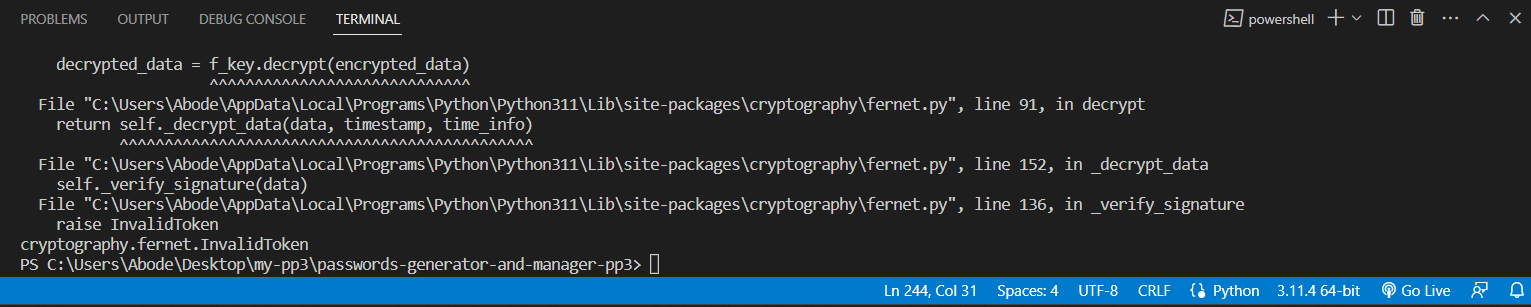 PROBLEMS OUTPUT DEBUG CONSOLE TERMINAL powershell
decrypted_data = f_key.decrypt(encrypted_data)
^^^^^^^^^^^^^^^^^^^^^^^^^^^^^
File "C:\Users\Abode\AppData\Local\Programs\Python\Python311\Lib\site-packages\cryptography\fernet.py", line 91, in decrypt
return self._decrypt_data(data, timestamp, time_info)
^^^^^^^^^^^^^^^^^^^^^^^^^^^^^^^^^^^^^^^^^^^^^^
File "C:\Users\Abode\AppData\Local\Programs\Python\Python311\Lib\site-packages\cryptography\fernet.py", line 152, in _decrypt_data
self._verify_signature(data)
File "C:\Users\Abode\AppData\Local\Programs\Python\Python311\Lib\site-packages\cryptography\fernet.py", line 136, in _verify_signature
raise InvalidToken
cryptography.fernet.InvalidToken
PS C:\Users\Abode\Desktop\my-pp3\passwords-generator-and-manager-pp3>
Ln 244, Col 31 Spaces: 4 UTF-8 CRLF Python 3.11.4 64-bit Go Live